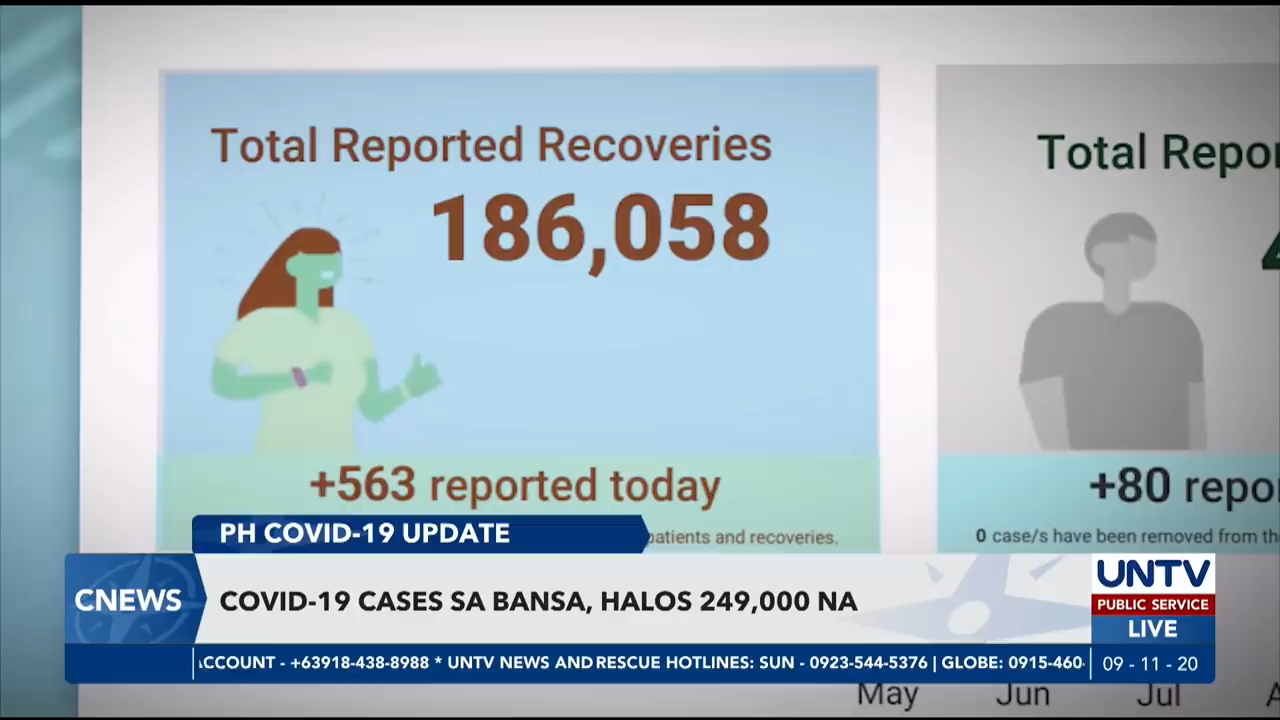 Total Reported Recoveries
186,058
+563 reported today
patients and recoveries.
Total Repor
+80 repo
0 case/s have been removed from th
PH COVID-19 UPDATE
CNEWS
COVID-19 CASES SA BANSA, HALOS 249,000 NA
UNTV
PUBLIC SERVICE
LIVE
ACCOUNT - +63918-438-8988 * UNTV NEWS AND RESCUE HOTLINES: SUN - 0923-544-5376 | GLOBE: 0915-460-
09 - 11 - 20
May Jun Jul A